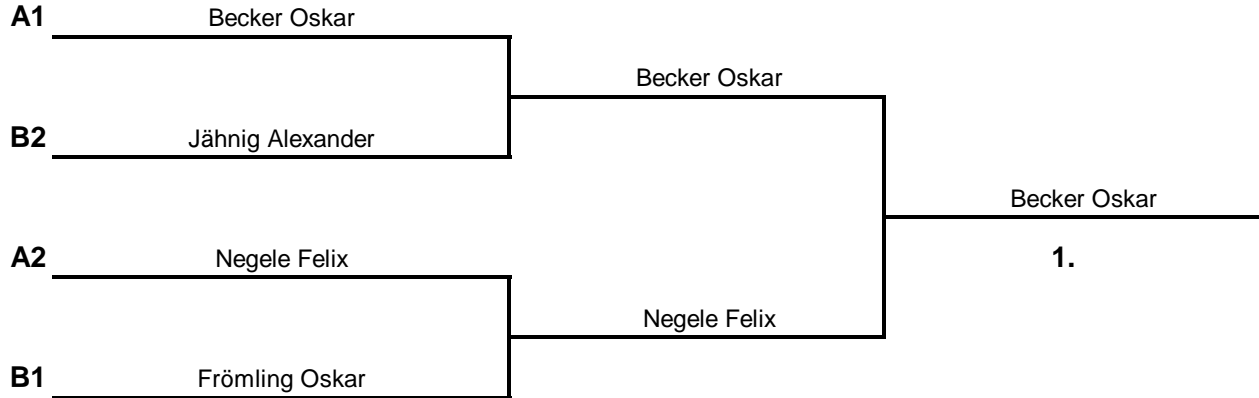 A1 Becker Oskar
Becker Oskar
B2 Jähnig Alexander
Becker Oskar
A2 Negele Felix
1.
Negele Felix
B1 Frömling Oskar